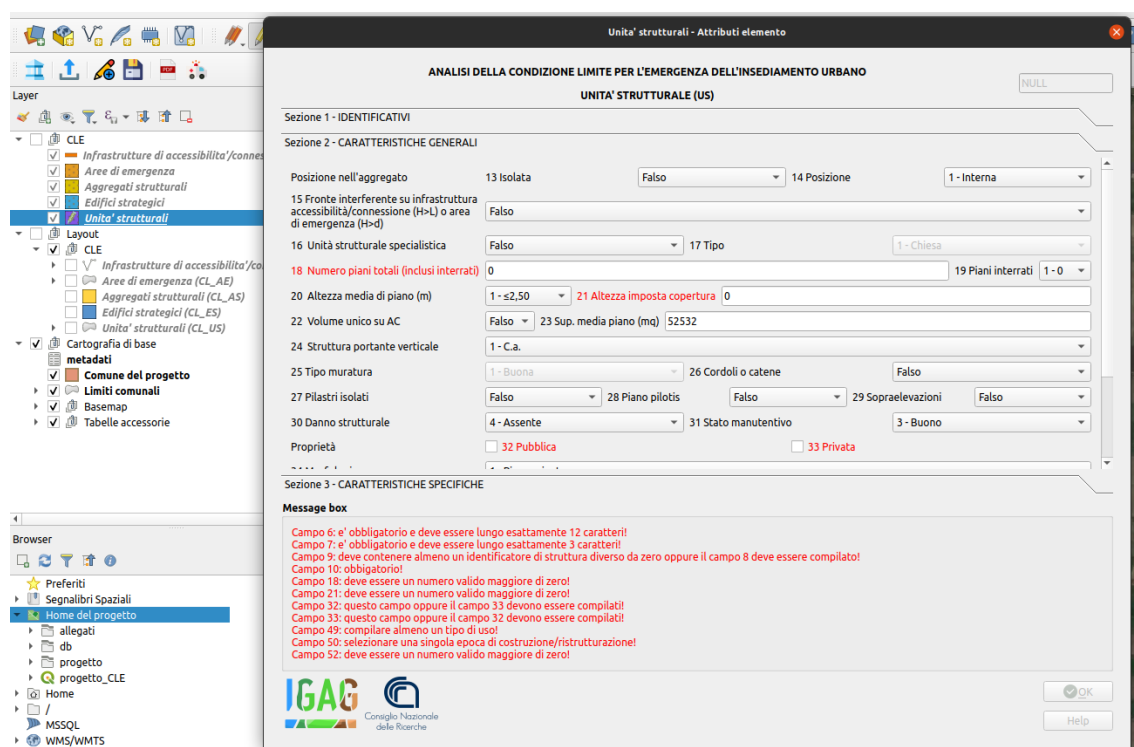 Unita' strutturali - Attributi elemento
PDF
Layer
CLE
Infrastrutture di accessibilita'/connes
Aree di emergenza
Aggregati strutturali
Edifici strategici
Unita' strutturali
Layout
CLE
Infrastrutture di accessibilita'/co
Aree di emergenza (CL_AE)
Aggregati strutturali (CL_AS)
Edifici strategici (CL_ES)
Unita' strutturali (CL_US)
Cartografia di base
metadati
Comune del progetto
Limiti comunali
Basemap
Tabelle accessorie
Browser
Preferiti
Segnalibri Spaziali
Home del progetto
allegati
db
progetto
progetto_CLE
Home
/
MSSQL
WMS/WMTS
ANALISI DELLA CONDIZIONE LIMITE PER L'EMERGENZA DELL'INSEDIAMENTO URBANO
UNITA' STRUTTURALE (US)
NULL
Sezione 1 - IDENTIFICATIVI
Sezione 2 - CARATTERISTICHE GENERALI
Posizione nell'aggregato 13 Isolata Falso 14 Posizione 1 - Interna
15 Fronte interferente su infrastruttura
accessibilità/connessione (H>L) o area
di emergenza (H>d)
Falso
16 Unità strutturale specialistica Falso 17 Tipo 1 - Chiesa
18 Numero piani totali (inclusi interrati) 0 19 Piani interrati 1 - 0
20 Altezza media di piano (m) 1 - ≤2,50 21 Altezza imposta copertura 0
22 Volume unico su AC Falso 23 Sup. media piano (mq) 52532
24 Struttura portante verticale 1 - C.a.
25 Tipo muratura 1 - Buona 26 Cordoli o catene Falso
27 Pilastri isolati Falso 28 Piano pilotis Falso 29 Sopraelevazioni Falso
30 Danno strutturale 4 - Assente 31 Stato manutentivo 3 - Buono
Proprietà 32 Pubblica 33 Privata
Sezione 3 - CARATTERISTICHE SPECIFICHE
Message box
Campo 6: e' obbligatorio e deve essere lungo esattamente 12 caratteri!
Campo 7: e' obbligatorio e deve essere lungo esattamente 3 caratteri!
Campo 9: deve contenere almeno un identificatore di struttura diverso da zero oppure il campo 8 deve essere compilato!
Campo 10: obbigatorio!
Campo 18: deve essere un numero valido maggiore di zero!
Campo 21: deve essere un numero valido maggiore di zero!
Campo 32: questo campo oppure il campo 33 devono essere compilati!
Campo 33: questo campo oppure il campo 32 devono essere compilati!
Campo 49: compilare almeno un tipo di uso!
Campo 50: selezionare una singola epoca di costruzione/ristrutturazione!
Campo 52: deve essere un numero valido maggiore di zero!
IGAG
Consiglio Nazionale
delle Ricerche
OK
Help